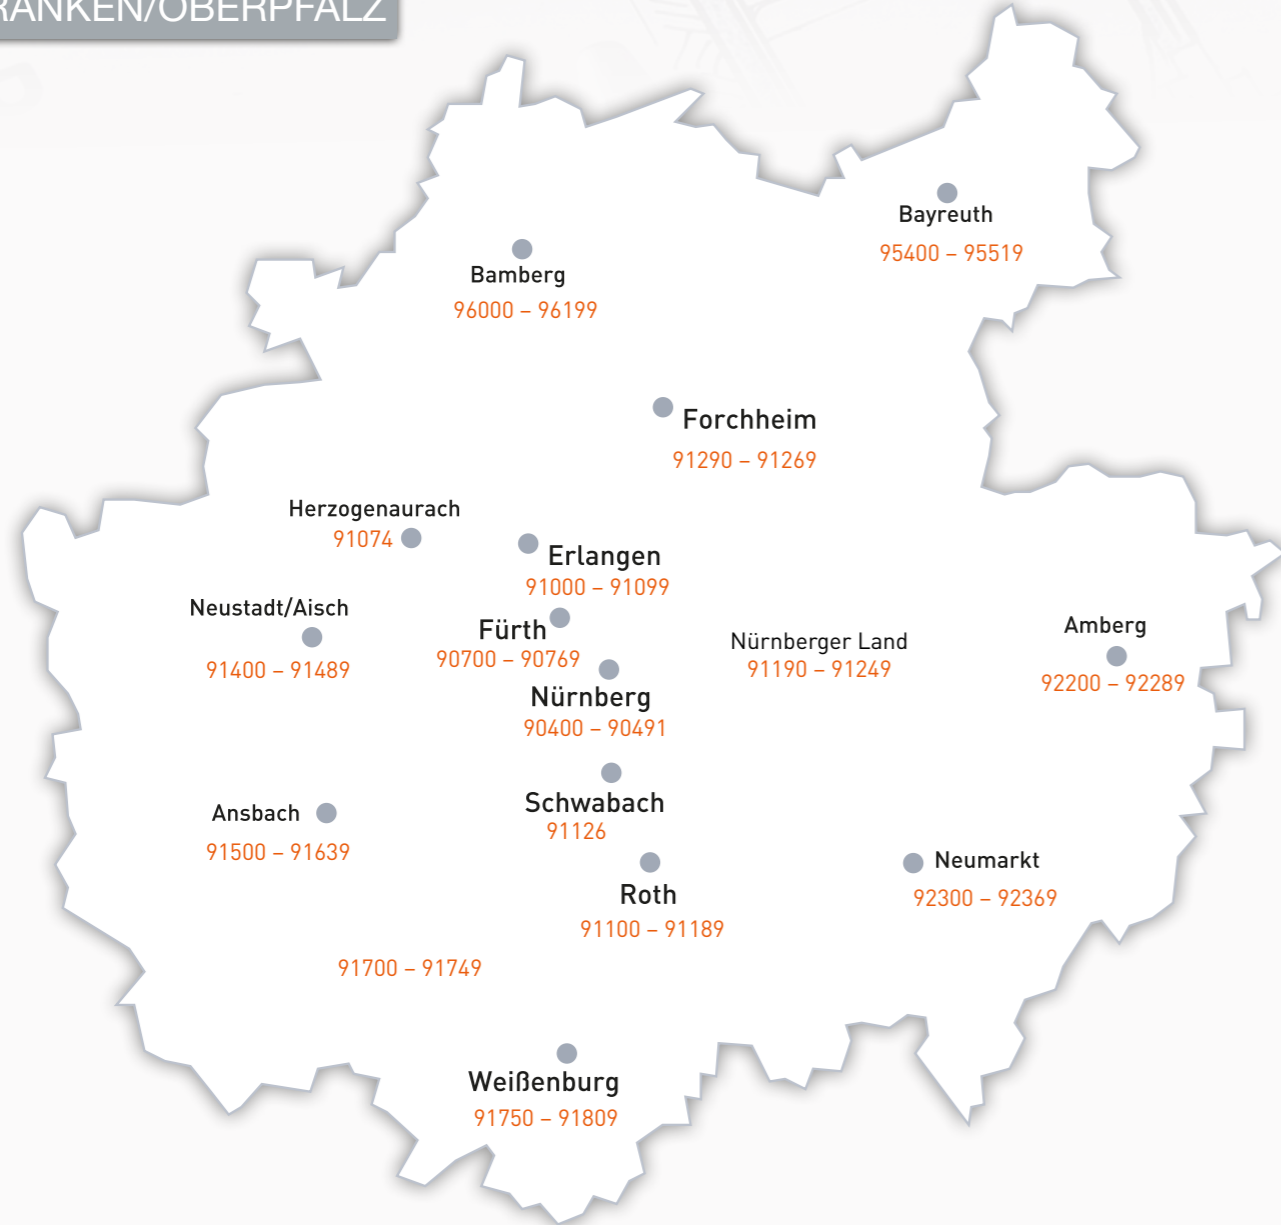 RANKEN/OBERPFALZ
Bayreuth
95400 – 95519
Bamberg
96000 – 96199
Forchheim
91290 – 91269
Herzogenaurach
91074
Erlangen
91000 – 91099
Neustadt/Aisch
91400 – 91489
Fürth
90700 – 90769
Nürnberger Land
91190 – 91249
Amberg
92200 – 92289
Nürnberg
90400 – 90491
Schwabach
91126
Ansbach
91500 – 91639
Roth
91100 – 91189
Neumarkt
92300 – 92369
91700 – 91749
Weißenburg
91750 – 91809